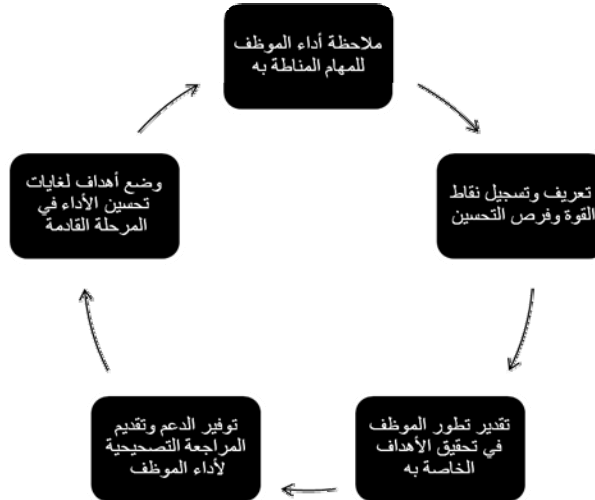 ملاحظة أداء الموظف
للمهام المناطة به
تعريف وتسجيل نقاط
القوة وفرص التحسين
تقدير تطور الموظف
في تحقيق الأهداف
الخاصة به
توفير الدعم وتقديم
المراجعة التصحيحية
لأداء الموظف
وضع أهداف لغايات
تحسين الأداء في
المرحلة القادمة